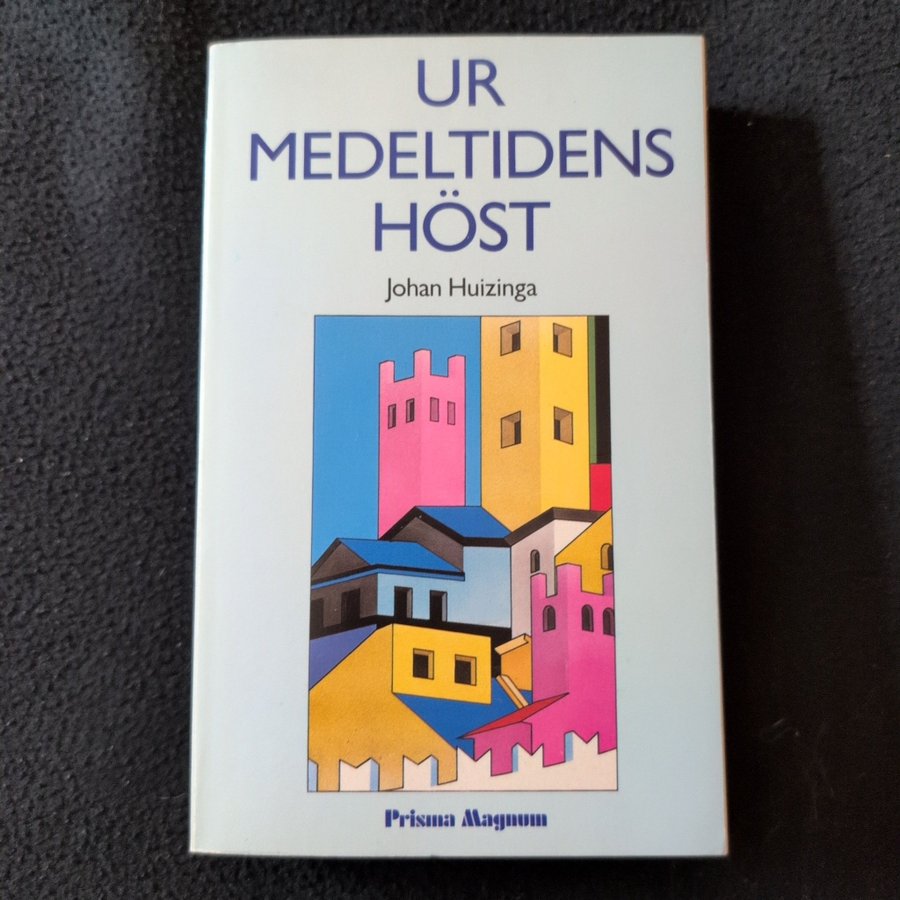 UR
MEDELTIDENS
HÖST
Johan Huizinga
Prisma Magnum